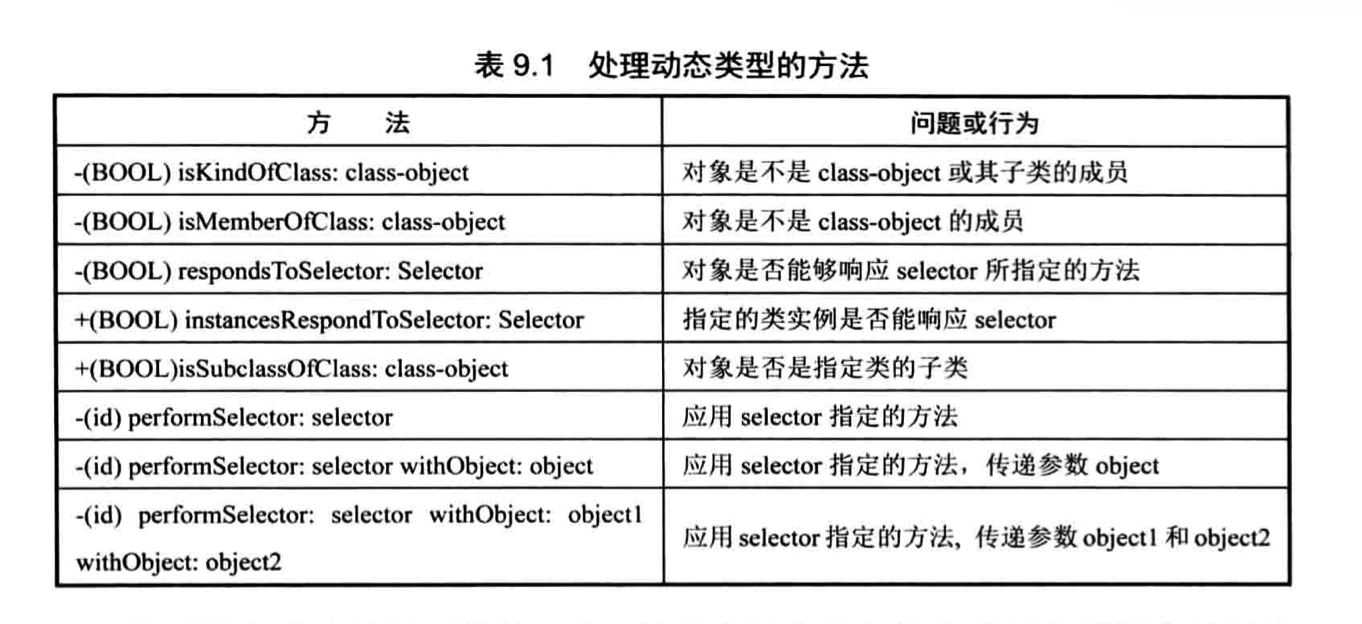 表 9.1 处理动态类型的方法
方 法
问题或行为
-(BOOL) isKindOfClass: class-object
对象是不是 class-object 或其子类的成员
-(BOOL) isMemberOfClass: class-object
对象是不是 class-object 的成员
-(BOOL) respondsToSelector: Selector
对象是否能够响应 selector 所指定的方法
+(BOOL) instancesRespondToSelector: Selector
指定的类实例是否能响应 selector
+(BOOL)isSubclassOfClass: class-object
对象是否是指定类的子类
-(id) performSelector: selector
应用 selector 指定的方法
-(id) performSelector: selector withObject: object
应用 selector 指定的方法，传递参数 object
-(id) performSelector: selector withObject: object1
withObject: object2
应用 selector 指定的方法, 传递参数 object1 和 object2